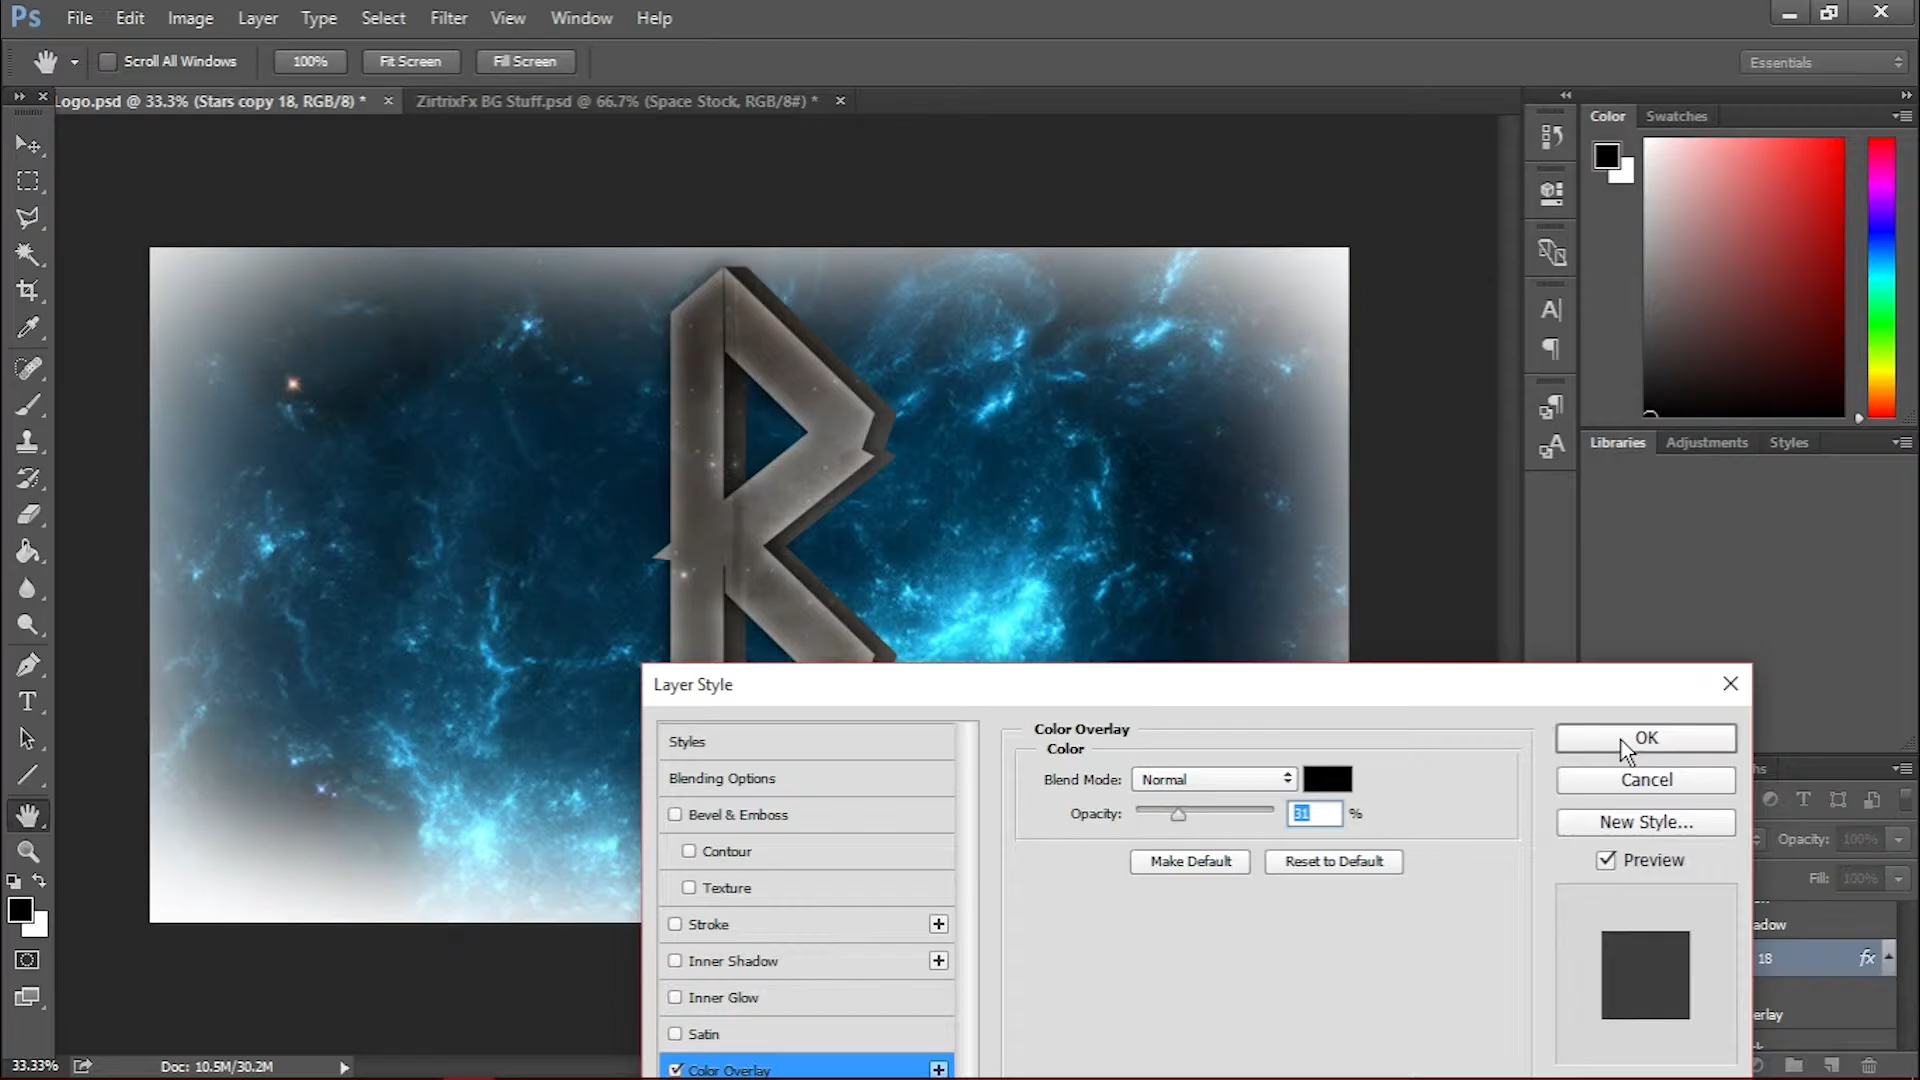 Ps File Edit Image Layer Type Select Filter View Window Help
Scroll All Windows 100% Fit Screen Fill Screen Essentials
Logo.psd @ 33.3% (Stars copy 18, RGB/8) * × ZirtrixFx BG Stuff.psd @ 66.7% (Space Stock, RGB/8#) * ×
Color Swatches
Libraries Adjustments Styles
Layer Style
Styles
Blending Options
Bevel & Emboss
Contour
Texture
Stroke
Inner Shadow
Inner Glow
Satin
Color Overlay
Color Overlay
Color
Blend Mode: Normal
Opacity: 31 %
Make Default Reset to Default
OK
Cancel
New Style...
Preview
Opacity: 100%
Fill: 100%
adow
18 fx
erlay
33.33% Doc: 10.5M/30.2M